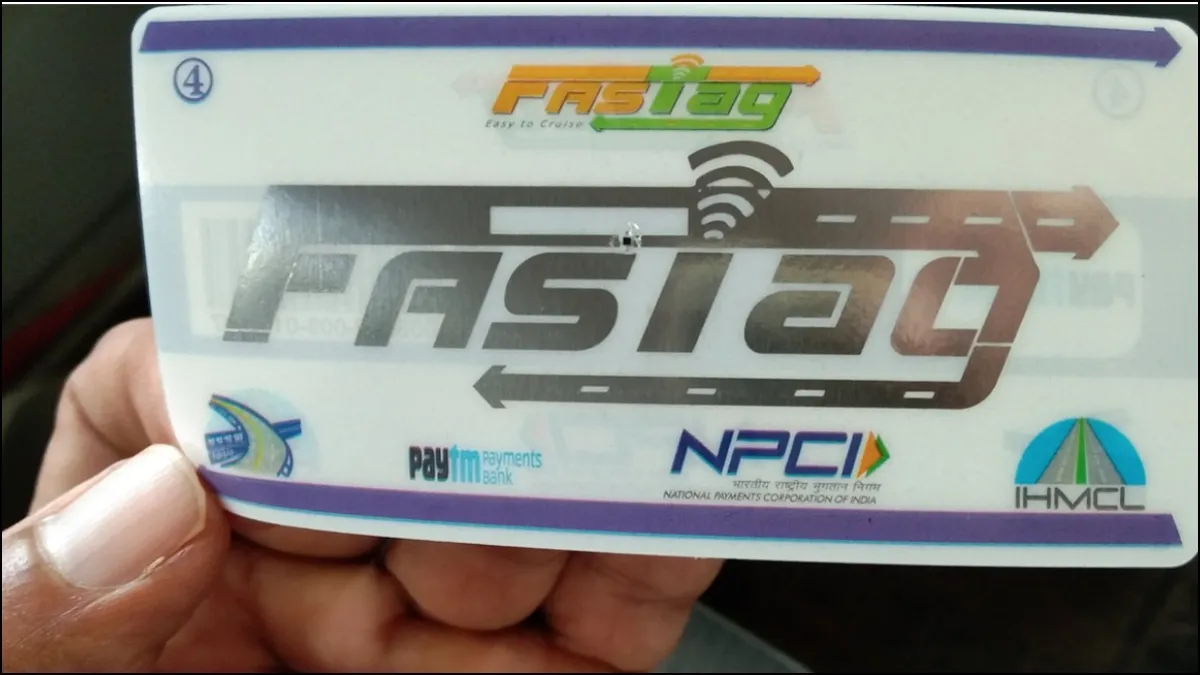 ④
FASTag
Easy to Cruise
FASTag
paytm payments bank
NPCI
भारतीय राष्ट्रीय भुगतान निगम
NATIONAL PAYMENTS CORPORATION OF INDIA
IHMCL